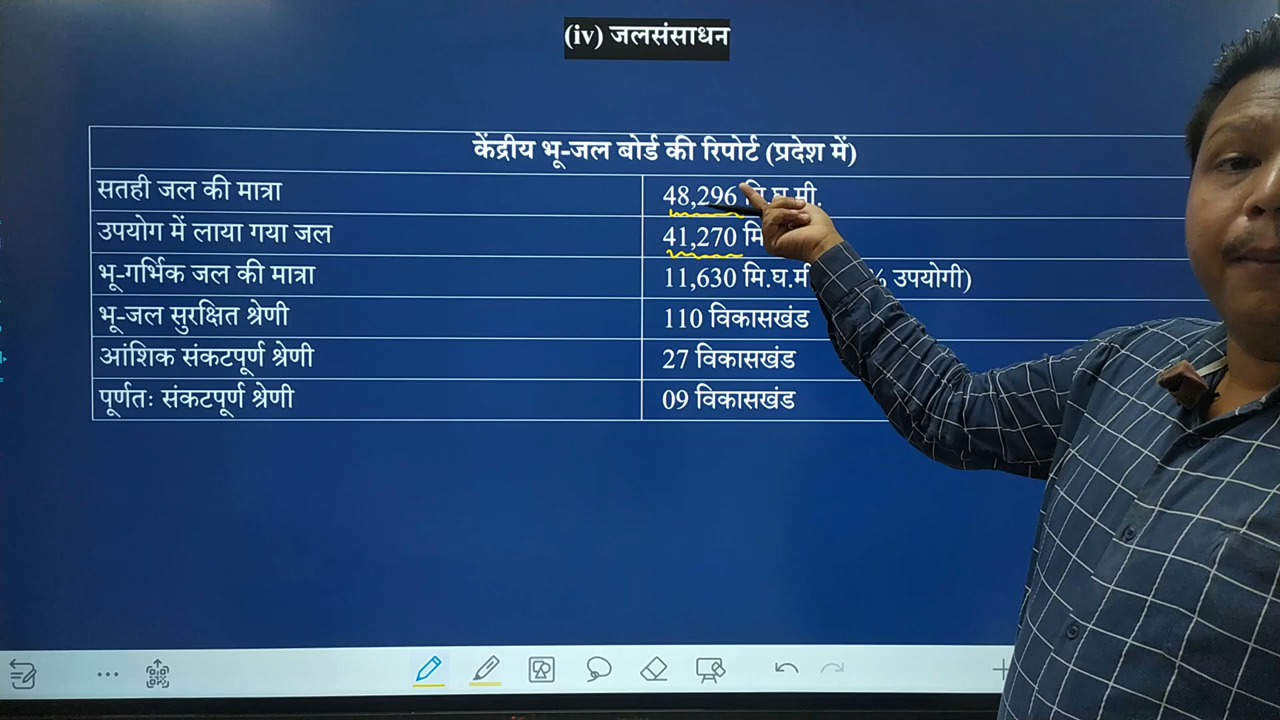 (iv) जलसंसाधन
केंद्रीय भू-जल बोर्ड की रिपोर्ट (प्रदेश में)
सतही जल की मात्रा 48,296 मि.घ.मी.
उपयोग में लाया गया जल 41,270 मि
भू-गर्भिक जल की मात्रा 11,630 मि.घ.मी % उपयोगी)
भू-जल सुरक्षित श्रेणी 110 विकासखंड
आंशिक संकटपूर्ण श्रेणी 27 विकासखंड
पूर्णतः संकटपूर्ण श्रेणी 09 विकासखंड